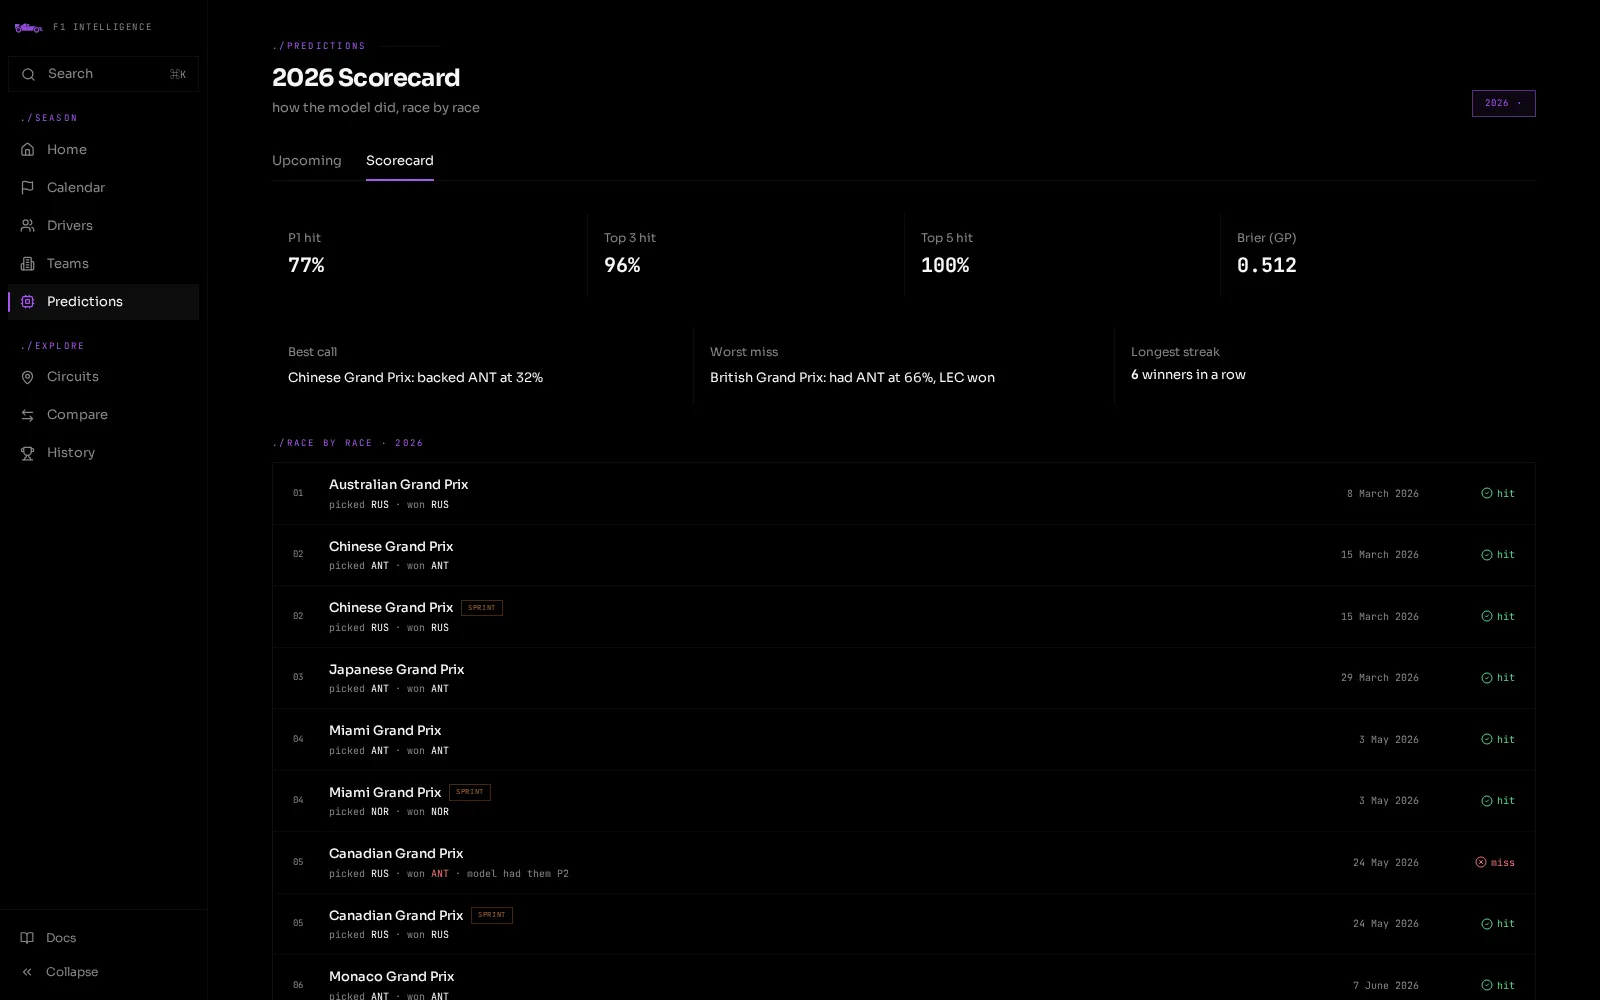 F1 INTELLIGENCE
Search ⌘K
./SEASON
Home
Calendar
Drivers
Teams
Predictions
./EXPLORE
Circuits
Compare
History
Docs
Collapse
./PREDICTIONS
2026 Scorecard
how the model did, race by race
2026 ·
Upcoming Scorecard
P1 hit
77%
Top 3 hit
96%
Top 5 hit
100%
Brier (GP)
0.512
Best call
Chinese Grand Prix: backed ANT at 32%
Worst miss
British Grand Prix: had ANT at 66%, LEC won
Longest streak
6 winners in a row
./RACE BY RACE · 2026
01 Australian Grand Prix 8 March 2026 hit
picked RUS · won RUS
02 Chinese Grand Prix 15 March 2026 hit
picked ANT · won ANT
02 Chinese Grand Prix SPRINT 15 March 2026 hit
picked RUS · won RUS
03 Japanese Grand Prix 29 March 2026 hit
picked ANT · won ANT
04 Miami Grand Prix 3 May 2026 hit
picked ANT · won ANT
04 Miami Grand Prix SPRINT 3 May 2026 hit
picked NOR · won NOR
05 Canadian Grand Prix 24 May 2026 miss
picked RUS · won ANT · model had them P2
05 Canadian Grand Prix SPRINT 24 May 2026 hit
picked RUS · won RUS
06 Monaco Grand Prix 7 June 2026 hit
picked ANT · won ANT